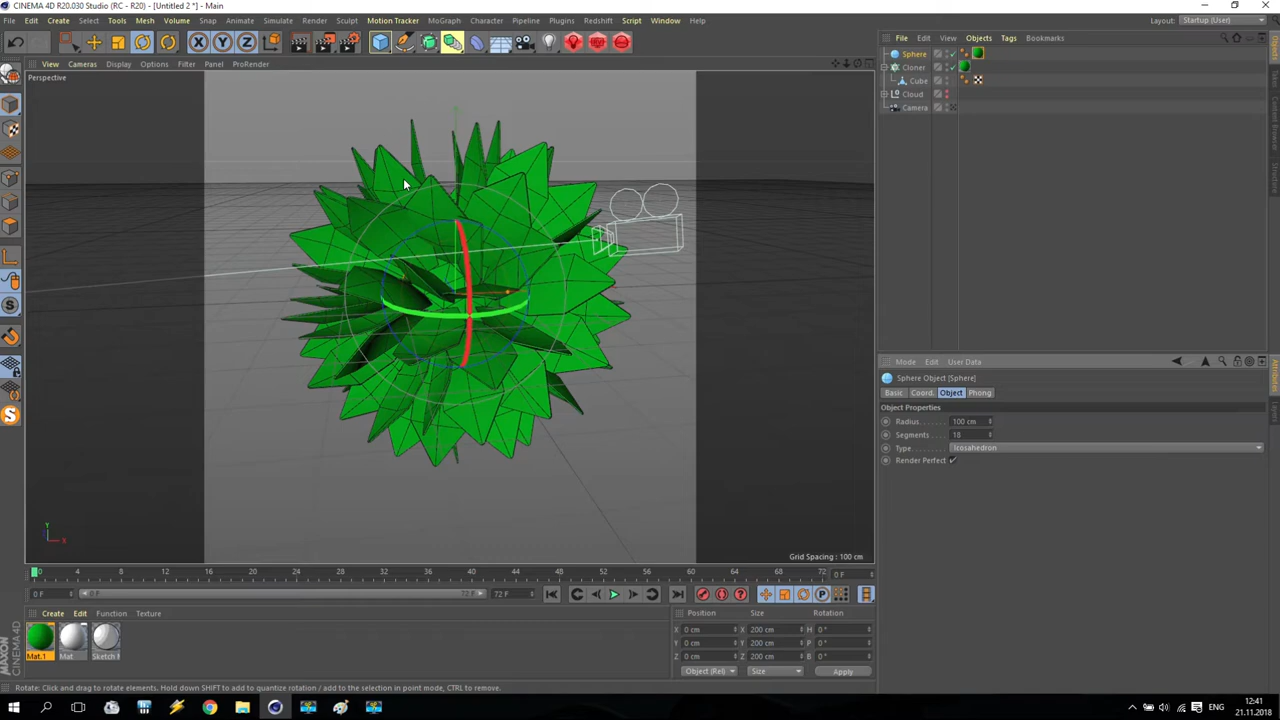 CINEMA 4D R20.030 Studio (RC - R20) - [Untitled 2 *] - Main
File Edit Create Select Tools Mesh Volume Snap Animate Simulate Render Sculpt Motion Tracker MoGraph Character Pipeline Plugins Redshift Script Window Help
Layout: Startup (User)
View Cameras Display Options Filter Panel ProRender
Perspective
File Edit View Objects Tags Bookmarks
Sphere
Cloner
Cube
Cloud
Camera
Mode Edit User Data
Sphere Object [Sphere]
Basic Coord. Object Phong
Object Properties
Radius 100 cm
Segments 18
Type Icosahedron
Render Perfect
Attributes
Y
X
Grid Spacing : 100 cm
0 4 8 12 16 20 24 28 32 36 40 44 48 52 56 60 64 68 72 0 F
0 F 0 F 72 F 72 F
Create Edit Function Texture
Mat.1 Mat Sketch
Position Size Rotation
X 0 cm X 200 cm H 0 °
Y 0 cm Y 200 cm P 0 °
Z 0 cm Z 200 cm B 0 °
Object (Rel) Size Apply
MAXON CINEMA 4D
Rotate: Click and drag to rotate elements. Hold down SHIFT to add to quantize rotation / add to the selection in point mode, CTRL to remove.
ENG
12:41
21.11.2018